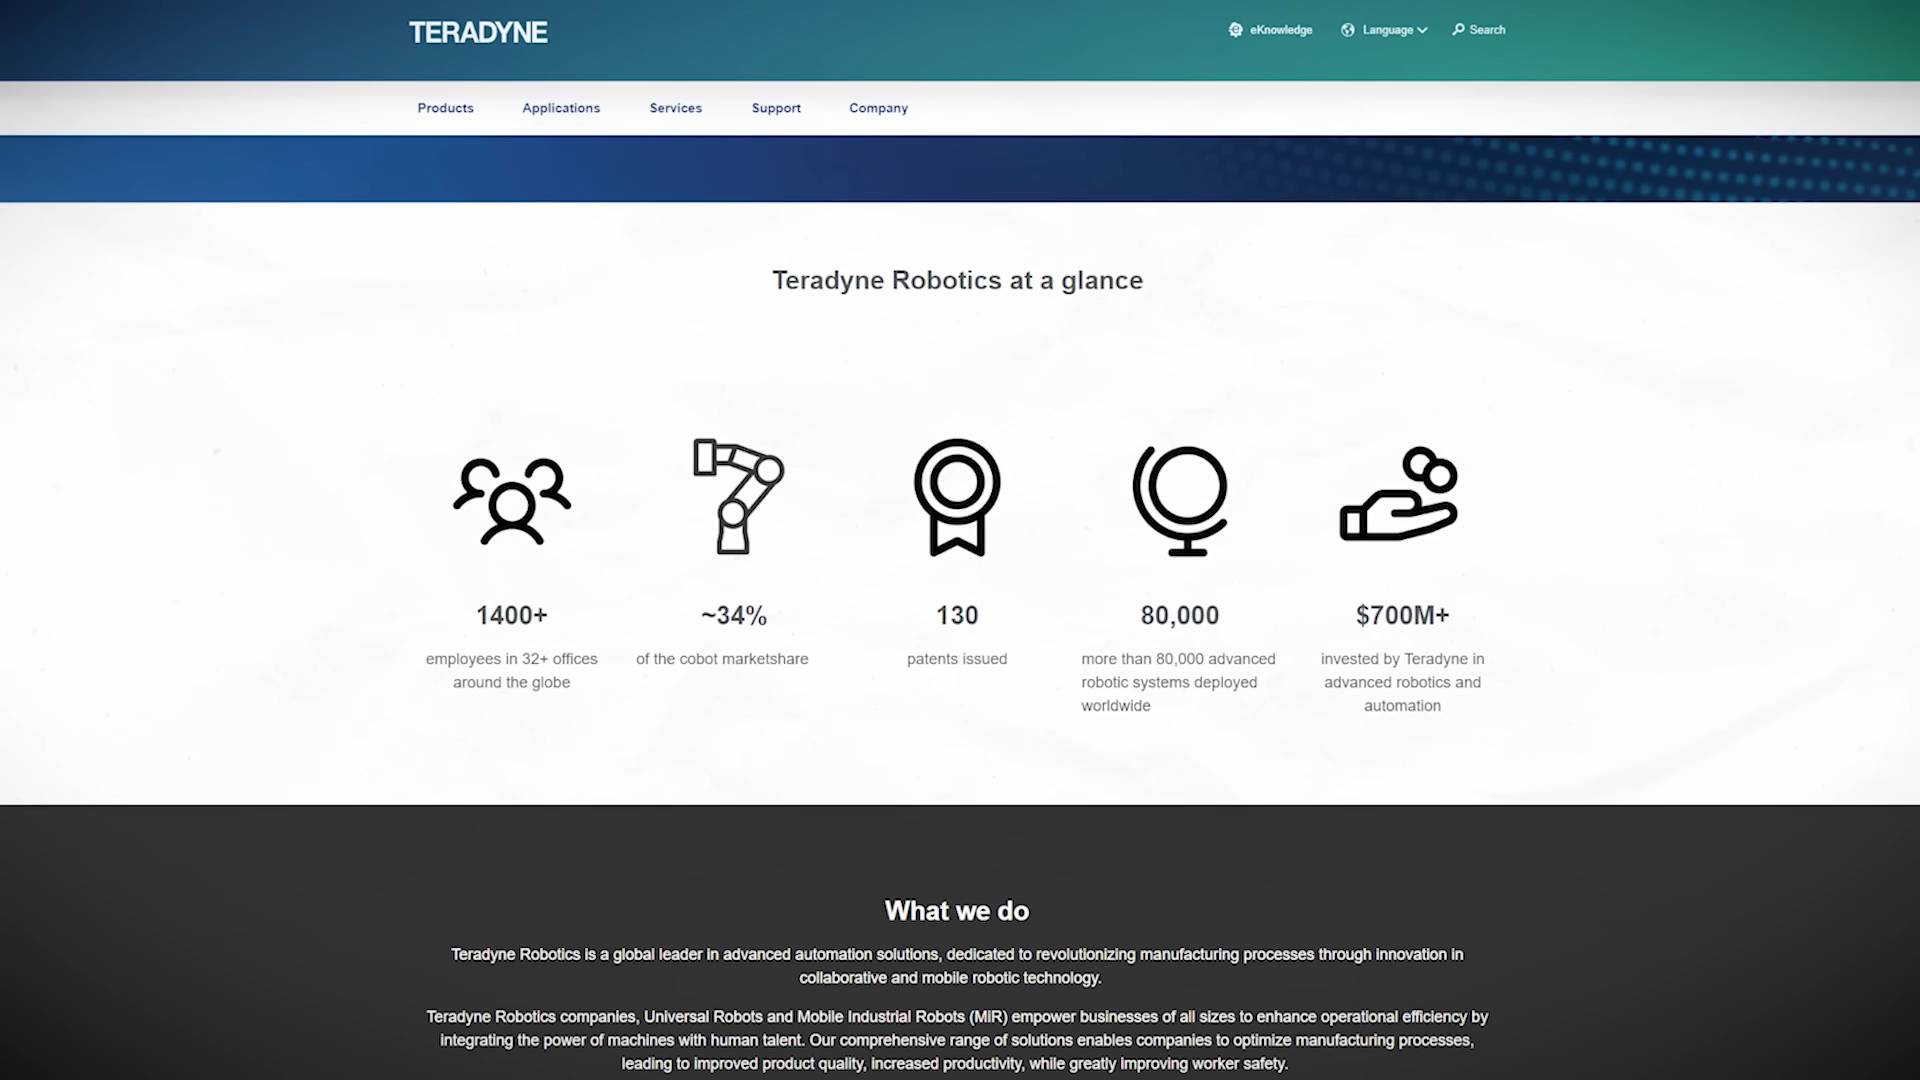 TERADYNE
eKnowledge
Language
Search
Products
Applications
Services
Support
Company
Teradyne Robotics at a glance
1400+
employees in 32+ offices
around the globe
~34%
of the cobot marketshare
130
patents issued
80,000
more than 80,000 advanced
robotic systems deployed
worldwide
$700M+
invested by Teradyne in
advanced robotics and
automation
What we do
Teradyne Robotics is a global leader in advanced automation solutions, dedicated to revolutionizing manufacturing processes through innovation in
collaborative and mobile robotic technology.
Teradyne Robotics companies, Universal Robots and Mobile Industrial Robots (MiR) empower businesses of all sizes to enhance operational efficiency by
integrating the power of machines with human talent. Our comprehensive range of solutions enables companies to optimize manufacturing processes,
leading to improved product quality, increased productivity, while greatly improving worker safety.